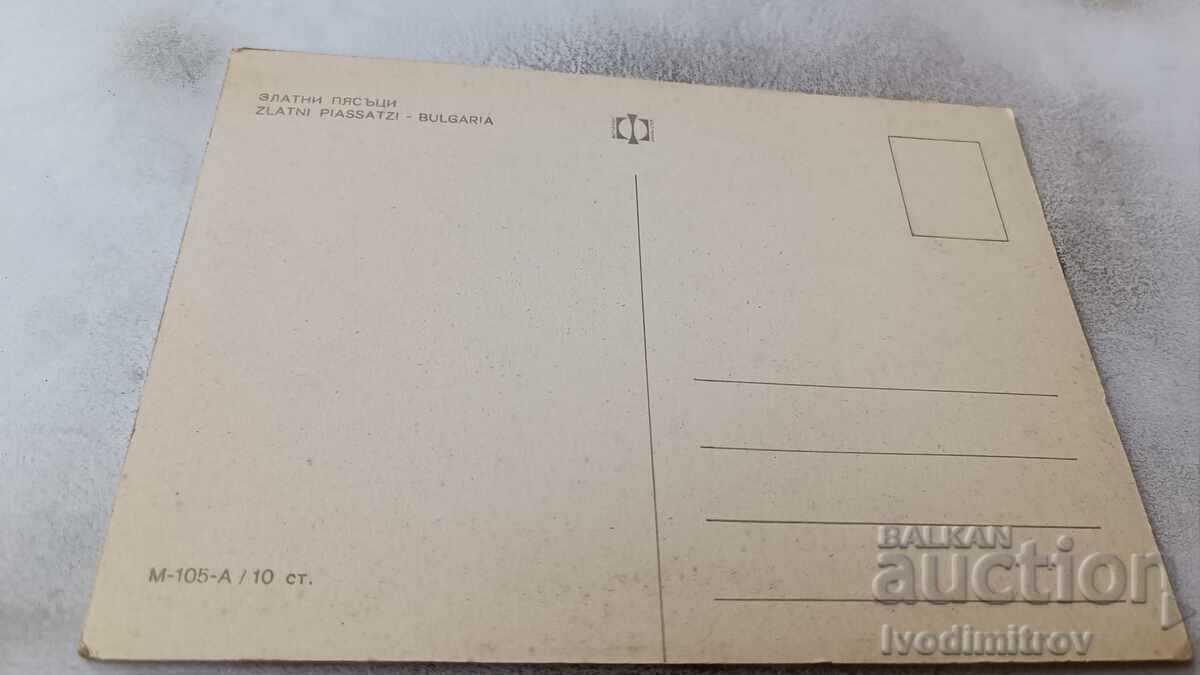 ЗЛАТНИ ПЯСЪЦИ
ZLATNI PIASSATZI - BULGARIA
М-105-А / 10 ст.
BALKAN
auction
Ivodimitrov